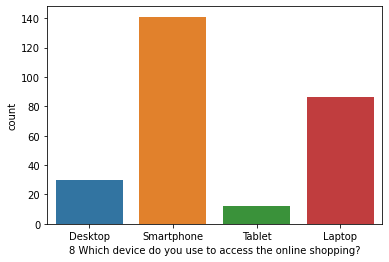 140
120
100
80
60
40
20
0
count
Desktop Smartphone Tablet Laptop
8 Which device do you use to access the online shopping?